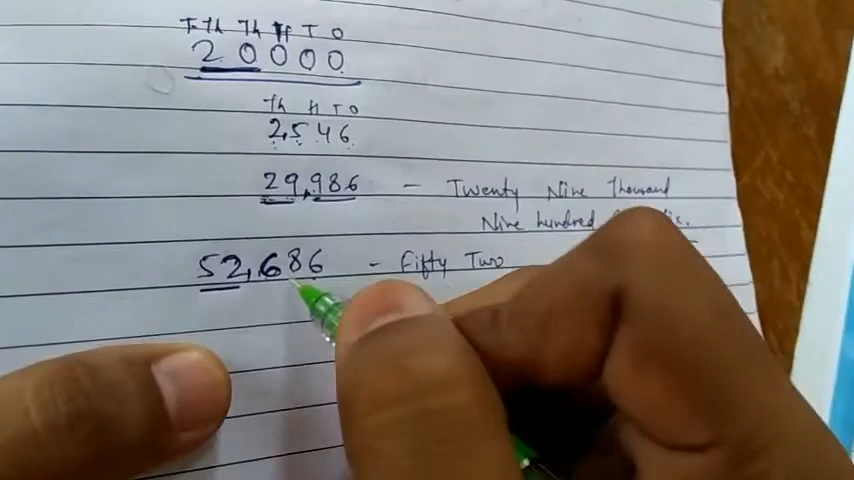 T-Th Th H T O
20000
Th H T O
2,546
29,986 - Twenty Nine Thousand
Nine hundred
52,686 - Fifty Two